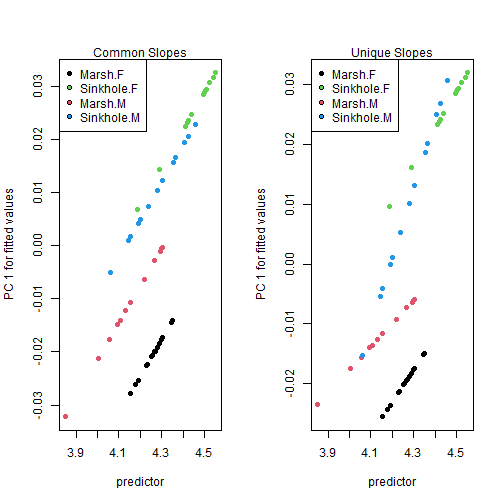 Common Slopes
Marsh.F
Sinkhole.F
Marsh.M
Sinkhole.M
PC 1 for fitted values
0.03
0.02
0.01
0.00
-0.01
-0.02
-0.03
3.9 4.1 4.3 4.5
predictor
Unique Slopes
Marsh.F
Sinkhole.F
Marsh.M
Sinkhole.M
PC 1 for fitted values
0.03
0.02
0.01
0.00
-0.01
-0.02
3.9 4.1 4.3 4.5
predictor